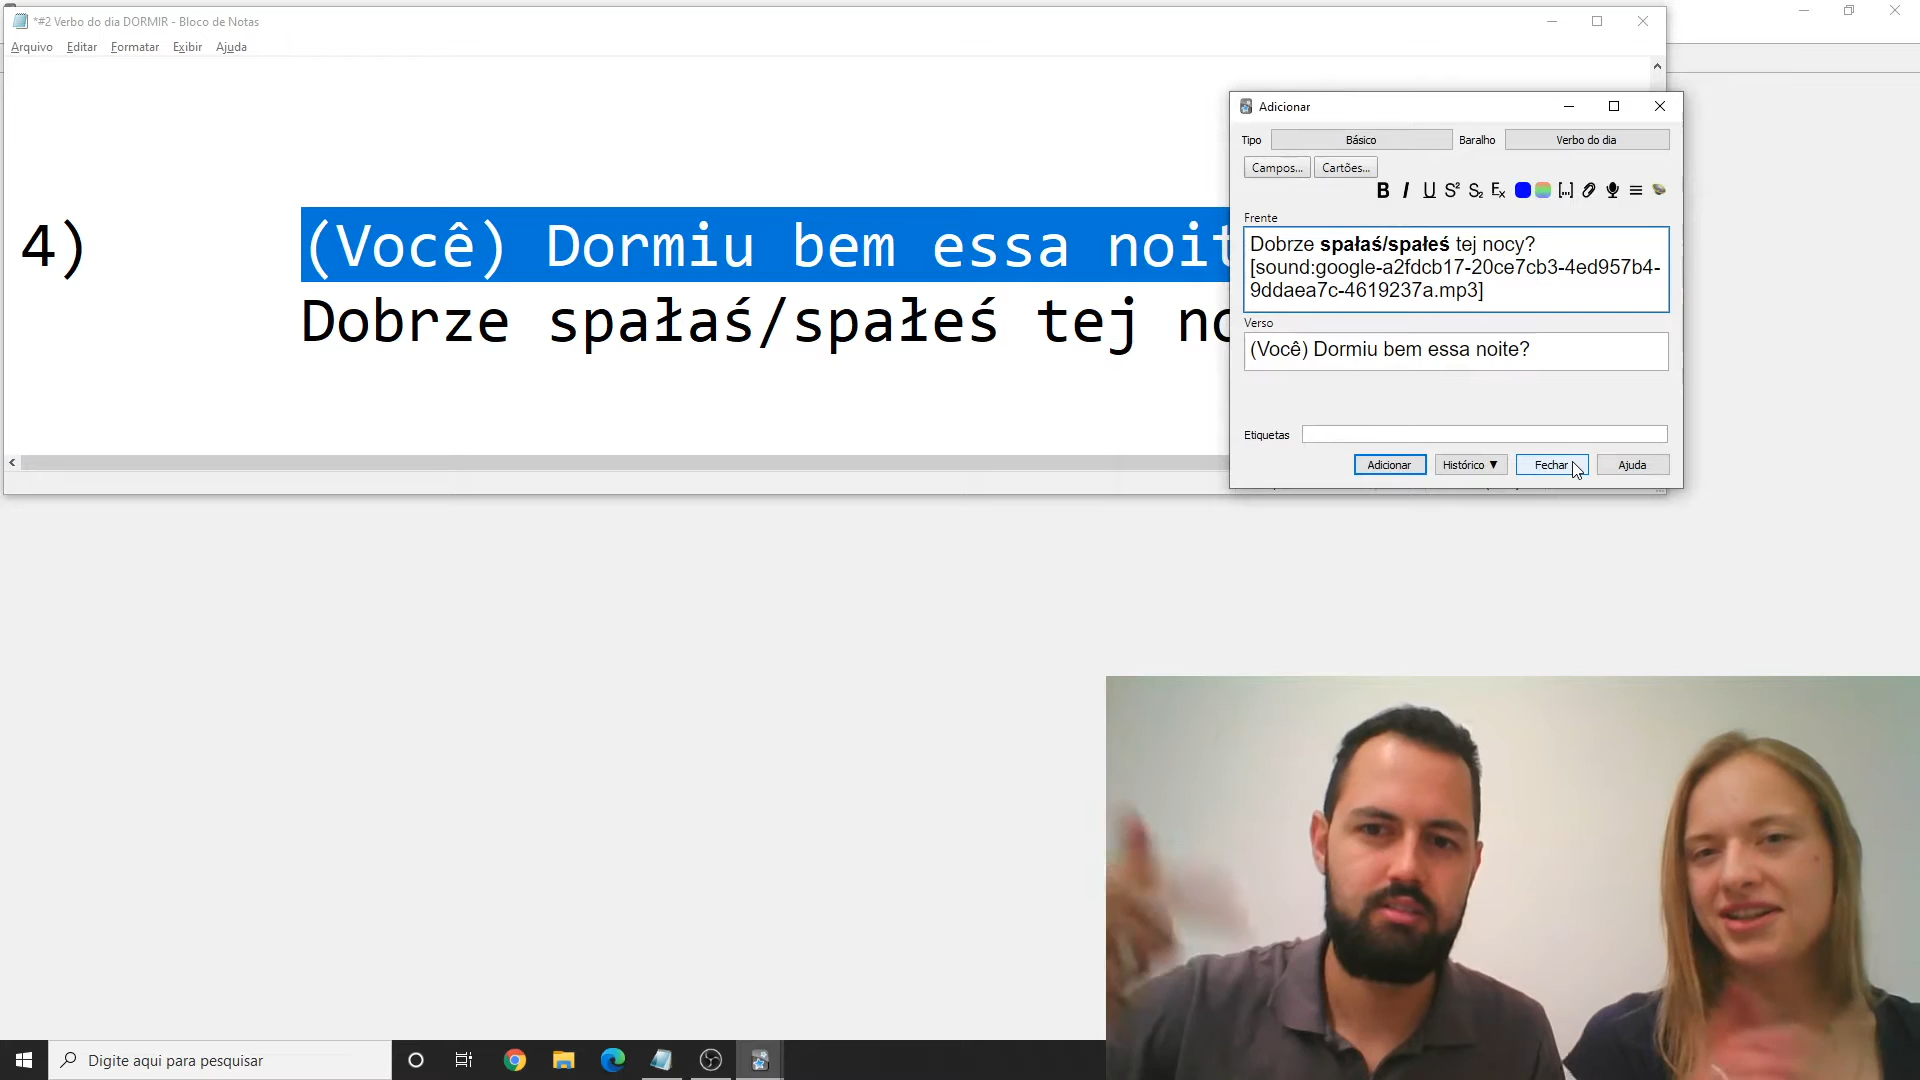 *#2 Verbo do dia DORMIR - Bloco de Notas
Arquivo Editar Formatar Exibir Ajuda
4) (Você) Dormiu bem essa noit
Dobrze spałaś/spałeś tej no
Adicionar
Tipo Básico Baralho Verbo do dia
Campos... Cartões...
Frente
Dobrze spałaś/spałeś tej nocy?
[sound:google-a2fdcb17-20ce7cb3-4ed957b4-
9ddaea7c-4619237a.mp3]
Verso
(Você) Dormiu bem essa noite?
Etiquetas
Adicionar Histórico ▼ Fechar Ajuda
Digite aqui para pesquisar